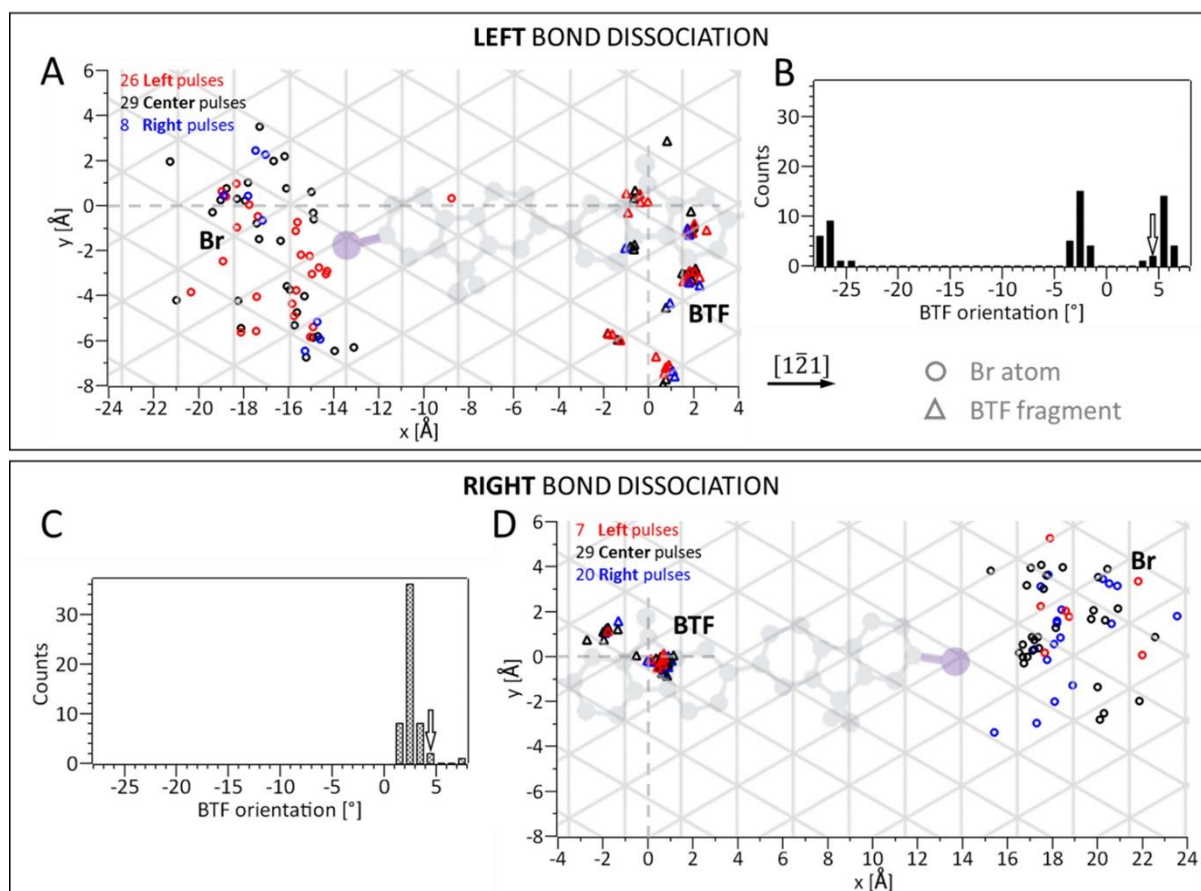 LEFT BOND DISSOCIATION
A
26 Left pulses
29 Center pulses
8 Right pulses
Br
BTF
y [Å]
6
4
2
0
-2
-4
-6
-8
-24 -22 -20 -18 -16 -14 -12 -10 -8 -6 -4 -2 0 2 4
x [Å]
B
Counts
30
20
10
0
-25 -20 -15 -10 -5 0 5
BTF orientation [°]
[12̄1]
Br atom
BTF fragment
RIGHT BOND DISSOCIATION
C
Counts
30
20
10
0
-25 -20 -15 -10 -5 0 5
BTF orientation [°]
D
7 Left pulses
29 Center pulses
20 Right pulses
BTF
Br
y [Å]
6
4
2
0
-2
-4
-6
-8
-4 -2 0 2 4 6 8 10 12 14 16 18 20 22 24
x [Å]